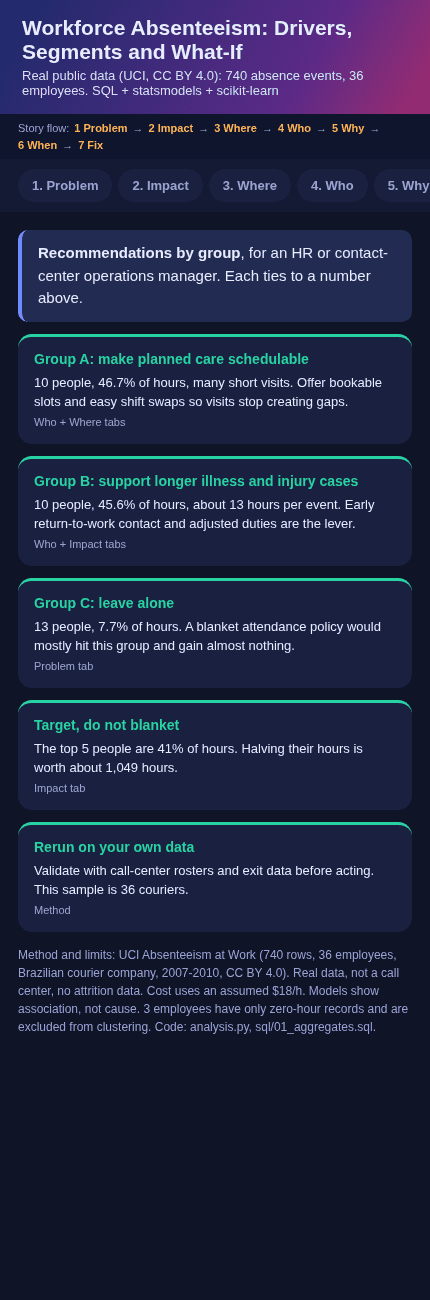 Workforce Absenteeism: Drivers,
Segments and What-If
Real public data (UCI, CC BY 4.0): 740 absence events, 36
employees. SQL + statsmodels + scikit-learn
Story flow: 1 Problem → 2 Impact → 3 Where → 4 Who → 5 Why →
6 When → 7 Fix
1. Problem 2. Impact 3. Where 4. Who 5. Why
Recommendations by group, for an HR or contact-
center operations manager. Each ties to a number
above.
Group A: make planned care schedulable
10 people, 46.7% of hours, many short visits. Offer bookable
slots and easy shift swaps so visits stop creating gaps.
Who + Where tabs
Group B: support longer illness and injury cases
10 people, 45.6% of hours, about 13 hours per event. Early
return-to-work contact and adjusted duties are the lever.
Who + Impact tabs
Group C: leave alone
13 people, 7.7% of hours. A blanket attendance policy would
mostly hit this group and gain almost nothing.
Problem tab
Target, do not blanket
The top 5 people are 41% of hours. Halving their hours is
worth about 1,049 hours.
Impact tab
Rerun on your own data
Validate with call-center rosters and exit data before acting.
This sample is 36 couriers.
Method
Method and limits: UCI Absenteeism at Work (740 rows, 36 employees,
Brazilian courier company, 2007-2010, CC BY 4.0). Real data, not a call
center, no attrition data. Cost uses an assumed $18/h. Models show
association, not cause. 3 employees have only zero-hour records and are
excluded from clustering. Code: analysis.py, sql/01_aggregates.sql.